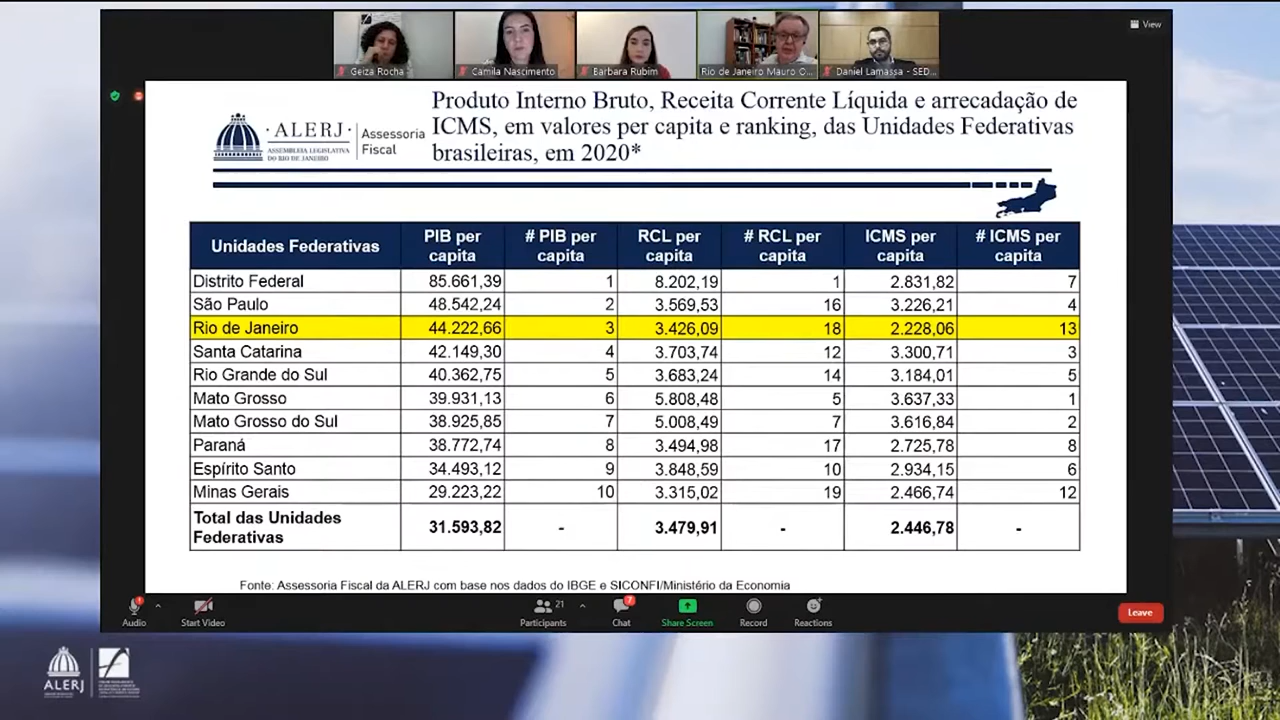 View
Geiza Rocha
Camila Nascimento
Barbara Rubim
Rio de Janeiro Mauro O...
Daniel Lamassa - SED...
· ALERJ ·
ASSEMBLEIA LEGISLATIVA
DO RIO DE JANEIRO
Assessoria
Fiscal
Produto Interno Bruto, Receita Corrente Líquida e arrecadação de
ICMS, em valores per capita e ranking, das Unidades Federativas
brasileiras, em 2020*
Unidades Federativas PIB per capita # PIB per capita RCL per capita # RCL per capita ICMS per capita # ICMS per capita
Distrito Federal 85.661,39 1 8.202,19 1 2.831,82 7
São Paulo 48.542,24 2 3.569,53 16 3.226,21 4
Rio de Janeiro 44.222,66 3 3.426,09 18 2.228,06 13
Santa Catarina 42.149,30 4 3.703,74 12 3.300,71 3
Rio Grande do Sul 40.362,75 5 3.683,24 14 3.184,01 5
Mato Grosso 39.931,13 6 5.808,48 5 3.637,33 1
Mato Grosso do Sul 38.925,85 7 5.008,49 7 3.616,84 2
Paraná 38.772,74 8 3.494,98 17 2.725,78 8
Espírito Santo 34.493,12 9 3.848,59 10 2.934,15 6
Minas Gerais 29.223,22 10 3.315,02 19 2.466,74 12
Total das Unidades Federativas 31.593,82 - 3.479,91 - 2.446,78 -
Fonte: Assessoria Fiscal da ALERJ com base nos dados do IBGE e SICONFI/Ministério da Economia
Audio
Start Video
Participants 21
Chat 7
Share Screen
Record
Reactions
Leave
ALERJ